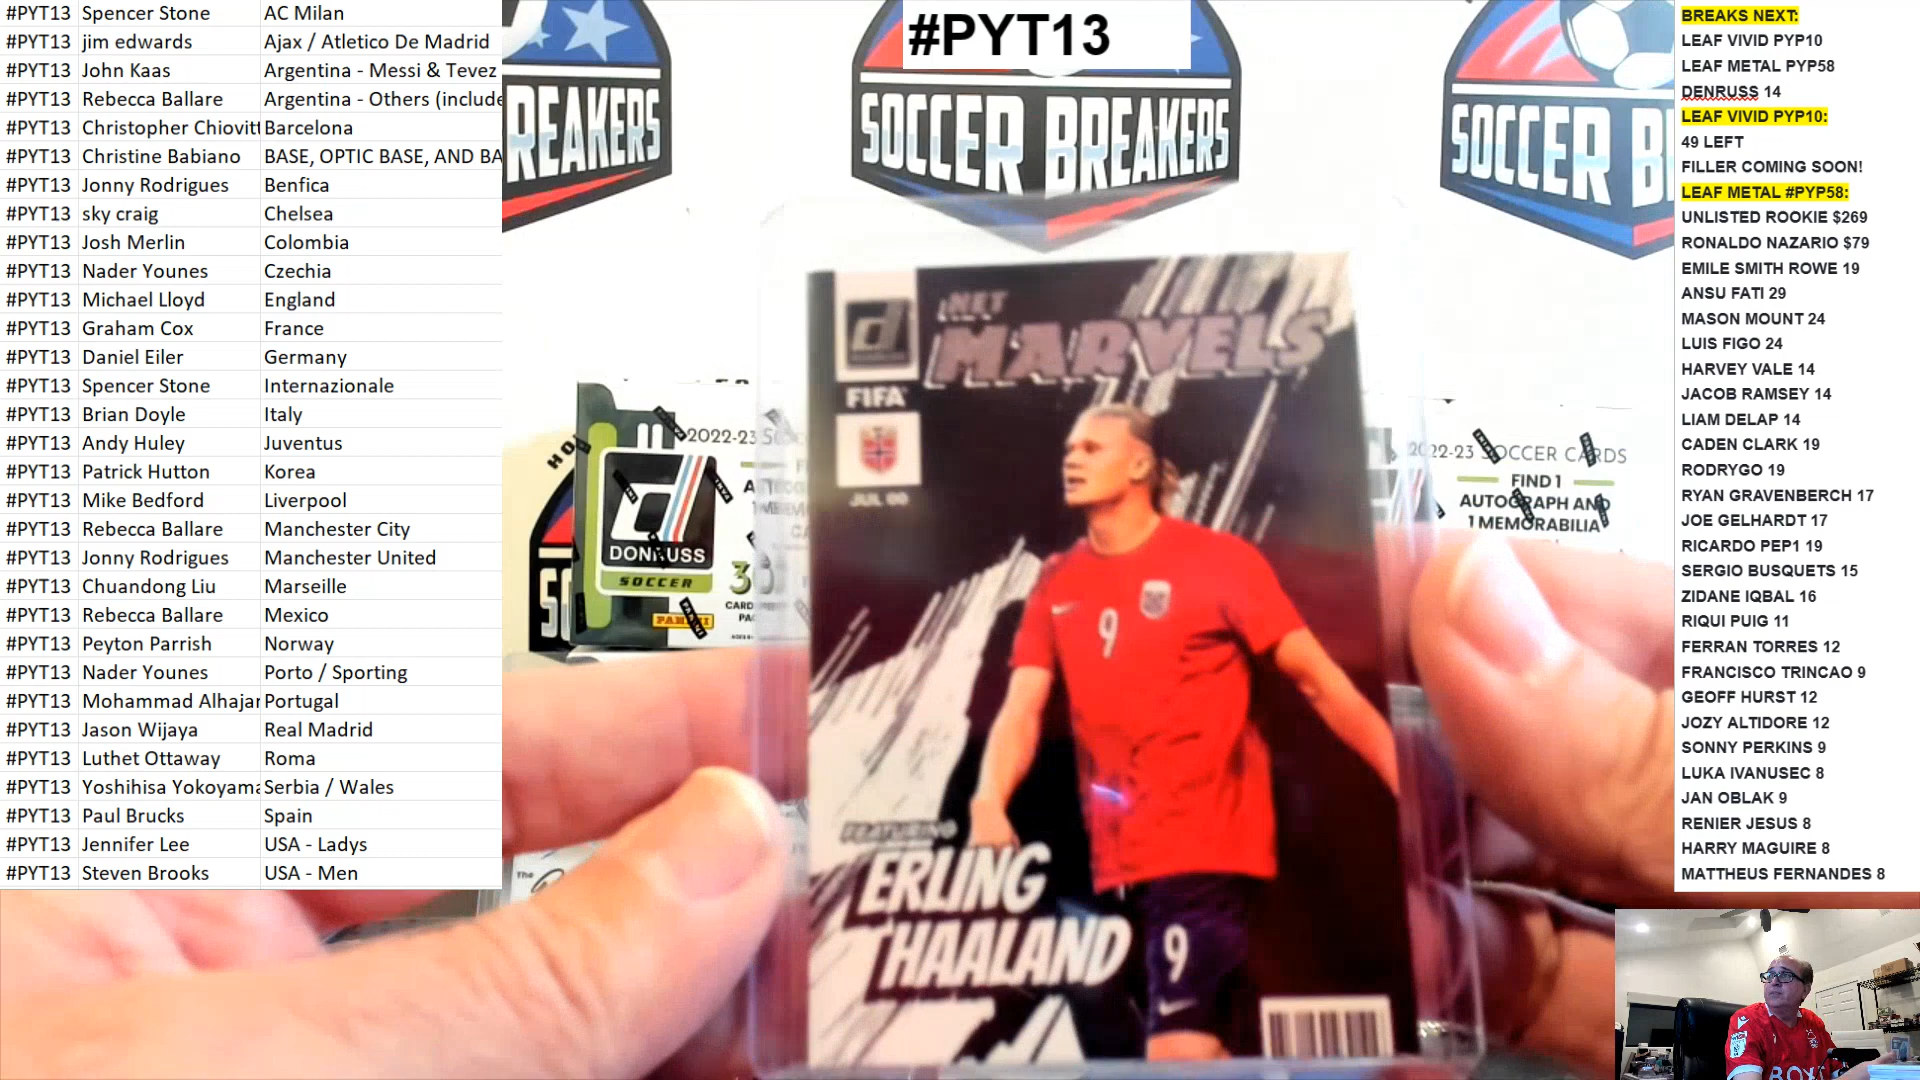 #PYT13 Spencer Stone AC Milan
#PYT13 jim edwards Ajax / Atletico De Madrid
#PYT13 John Kaas Argentina - Messi & Tevez
#PYT13 Rebecca Ballare Argentina - Others (include
#PYT13 Christopher Chiovitt Barcelona
#PYT13 Christine Babiano BASE, OPTIC BASE, AND BA
#PYT13 Jonny Rodrigues Benfica
#PYT13 sky craig Chelsea
#PYT13 Josh Merlin Colombia
#PYT13 Nader Younes Czechia
#PYT13 Michael Lloyd England
#PYT13 Graham Cox France
#PYT13 Daniel Eiler Germany
#PYT13 Spencer Stone Internazionale
#PYT13 Brian Doyle Italy
#PYT13 Andy Huley Juventus
#PYT13 Patrick Hutton Korea
#PYT13 Mike Bedford Liverpool
#PYT13 Rebecca Ballare Manchester City
#PYT13 Jonny Rodrigues Manchester United
#PYT13 Chuandong Liu Marseille
#PYT13 Rebecca Ballare Mexico
#PYT13 Peyton Parrish Norway
#PYT13 Nader Younes Porto / Sporting
#PYT13 Mohammad Alhajar Portugal
#PYT13 Jason Wijaya Real Madrid
#PYT13 Luthet Ottaway Roma
#PYT13 Yoshihisa Yokoyama Serbia / Wales
#PYT13 Paul Brucks Spain
#PYT13 Jennifer Lee USA - Ladys
#PYT13 Steven Brooks USA - Men
#PYT13
REAKERS
SOCCER BREAKERS
SOCCER B
NET
MARVELS
FIFA
JUL 00
9
FEATURING
ERLING
HAALAND
9
2022-23
DONRUSS
SOCCER
PANINI
2022-23 SOCCER CARDS
FIND 1
AUTOGRAPH AND
1 MEMORABILIA
The
BREAKS NEXT:
LEAF VIVID PYP10
LEAF METAL PYP58
DENRUSS 14
LEAF VIVID PYP10:
49 LEFT
FILLER COMING SOON!
LEAF METAL #PYP58:
UNLISTED ROOKIE $269
RONALDO NAZARIO $79
EMILE SMITH ROWE 19
ANSU FATI 29
MASON MOUNT 24
LUIS FIGO 24
HARVEY VALE 14
JACOB RAMSEY 14
LIAM DELAP 14
CADEN CLARK 19
RODRYGO 19
RYAN GRAVENBERCH 17
JOE GELHARDT 17
RICARDO PEP1 19
SERGIO BUSQUETS 15
ZIDANE IQBAL 16
RIQUI PUIG 11
FERRAN TORRES 12
FRANCISCO TRINCAO 9
GEOFF HURST 12
JOZY ALTIDORE 12
SONNY PERKINS 9
LUKA IVANUSEC 8
JAN OBLAK 9
RENIER JESUS 8
HARRY MAGUIRE 8
MATTHEUS FERNANDES 8